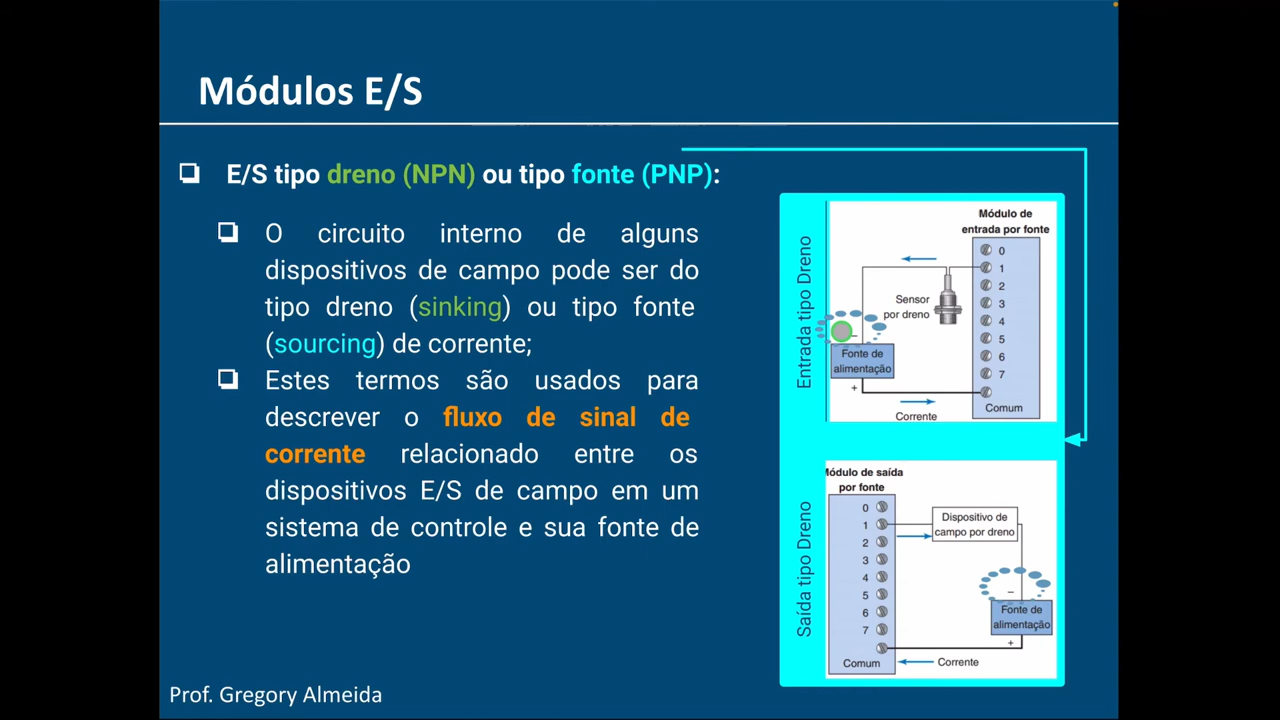 Módulos E/S
E/S tipo dreno (NPN) ou tipo fonte (PNP):
O circuito interno de alguns
dispositivos de campo pode ser do
tipo dreno (sinking) ou tipo fonte
(sourcing) de corrente;
Estes termos são usados para
descrever o fluxo de sinal de
corrente relacionado entre os
dispositivos E/S de campo em um
sistema de controle e sua fonte de
alimentação
Entrada tipo Dreno
Módulo de
entrada por fonte
0
1
2
3
4
5
6
7
Comum
Sensor
por dreno
–
Fonte de
alimentação
+
Corrente
Saída tipo Dreno
Módulo de saída
por fonte
0
1
2
3
4
5
6
7
Comum
Dispositivo de
campo por dreno
–
Fonte de
alimentação
+
Corrente
Prof. Gregory Almeida